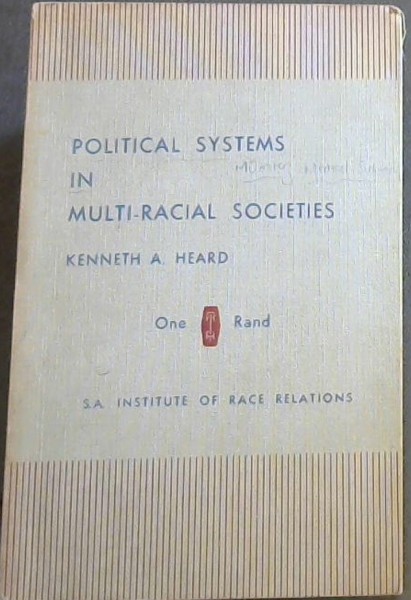 POLITICAL SYSTEMS
IN
MULTI-RACIAL SOCIETIES
KENNETH A. HEARD
One Rand
S.A. INSTITUTE OF RACE RELATIONS